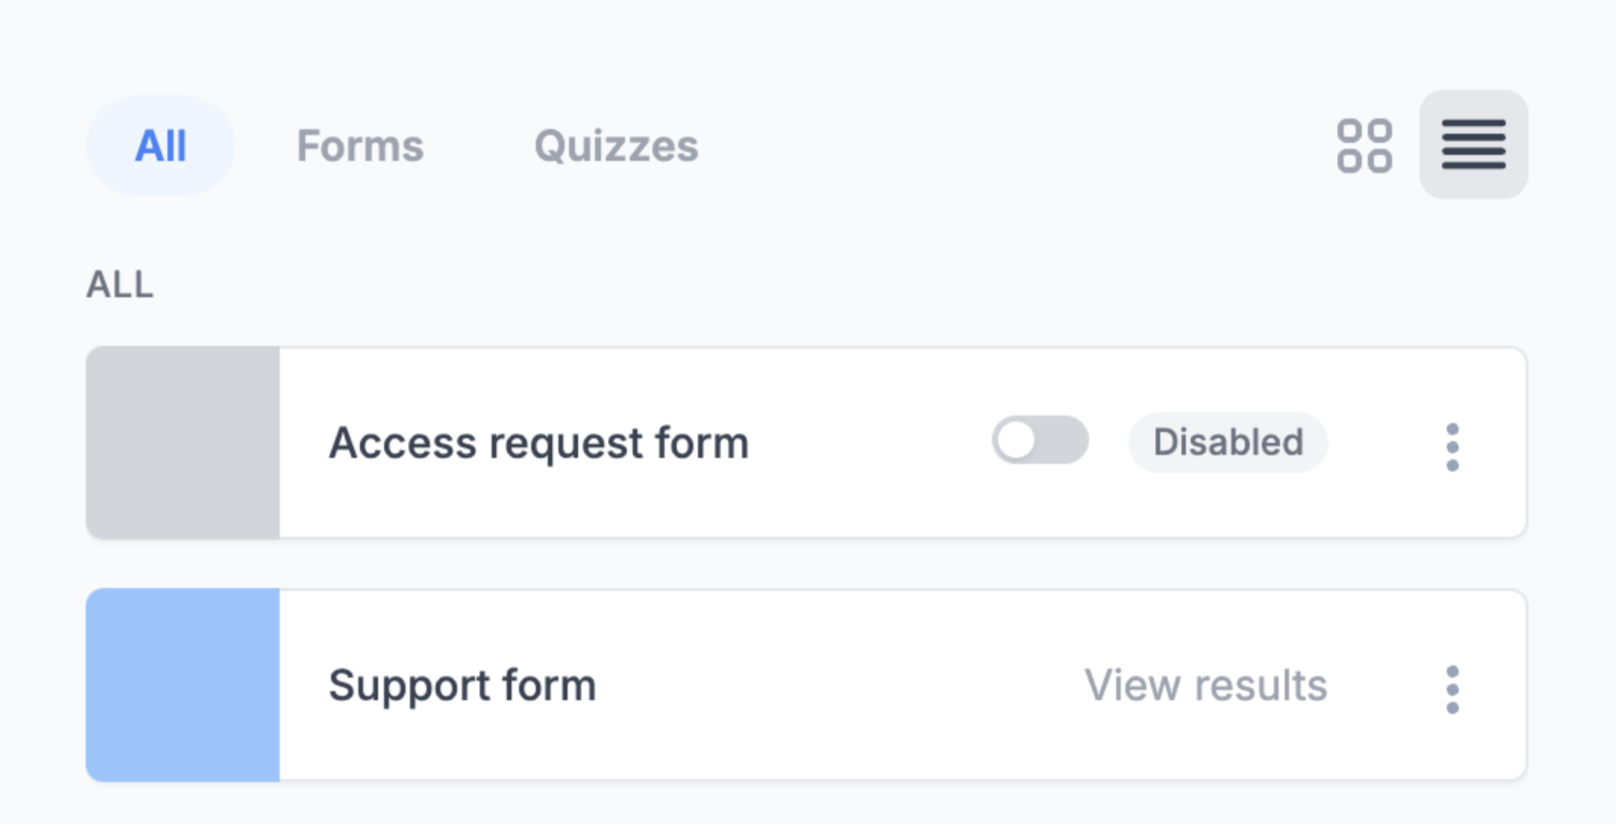 All Forms Quizzes
ALL
Access request form Disabled
Support form View results